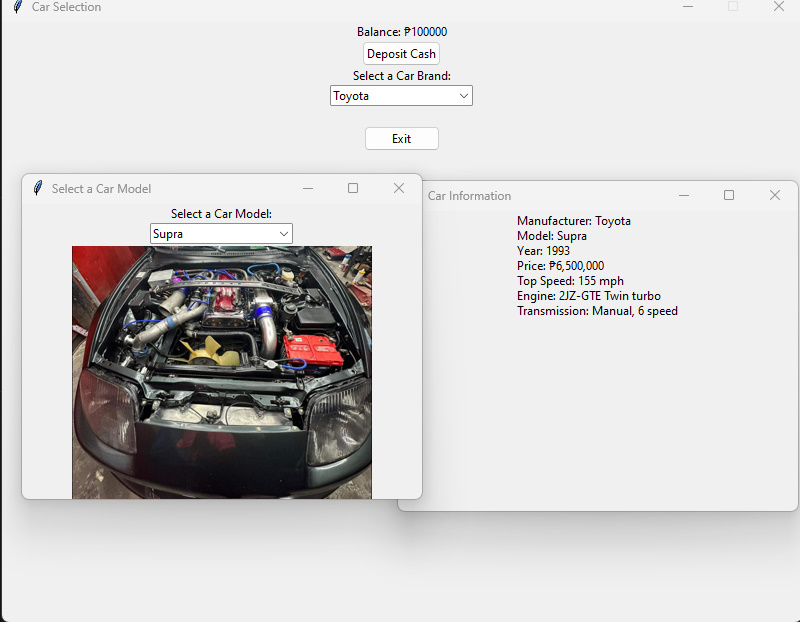 Car Selection
Balance: ₱100000
Deposit Cash
Select a Car Brand:
Toyota
Exit
Select a Car Model
Select a Car Model:
Supra
Car Information
Manufacturer: Toyota
Model: Supra
Year: 1993
Price: ₱6,500,000
Top Speed: 155 mph
Engine: 2JZ-GTE Twin turbo
Transmission: Manual, 6 speed